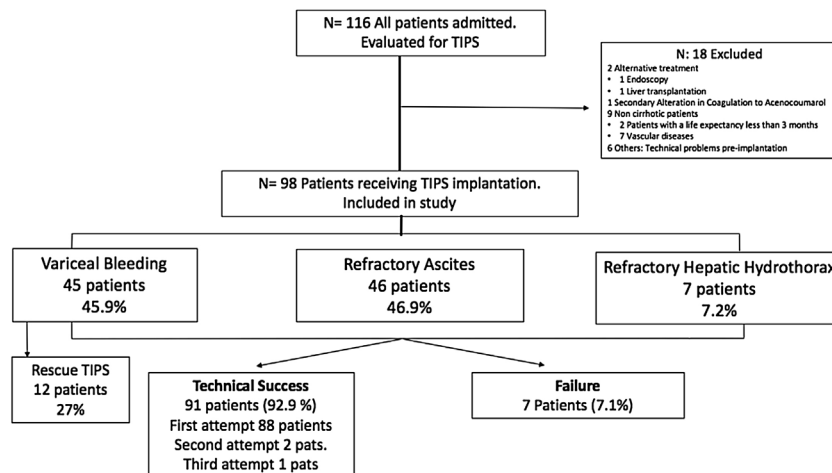 N= 116 All patients admitted.
Evaluated for TIPS
N: 18 Excluded
2 Alternative treatment
• 1 Endoscopy
• 1 Liver transplantation
1 Secondary Alteration in Coagulation to Acenocoumarol
9 Non cirrhotic patients
• 2 Patients with a life expectancy less than 3 months
• 7 Vascular diseases
6 Others: Technical problems pre-implantation
N= 98 Patients receiving TIPS implantation.
Included in study
Variceal Bleeding
45 patients
45.9%
Refractory Ascites
46 patients
46.9%
Refractory Hepatic Hydrothorax
7 patients
7.2%
Rescue TIPS
12 patients
27%
Technical Success
91 patients (92.9 %)
First attempt 88 patients
Second attempt 2 pats.
Third attempt 1 pats
Failure
7 Patients (7.1%)